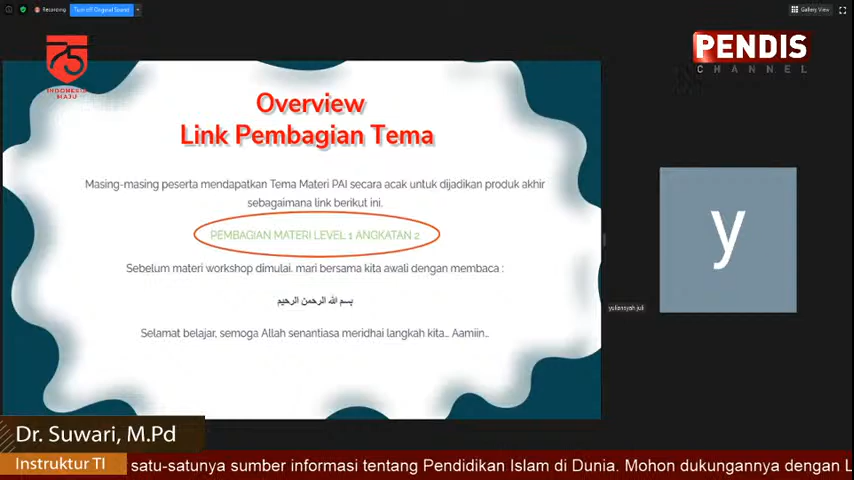 Recording
Turn off Original Sound
Gallery View
75
INDONESIA
MAJU
PENDIS
CHANNEL
Overview
Link Pembagian Tema
Masing-masing peserta mendapatkan Tema Materi PAI secara acak untuk dijadikan produk akhir
sebagaimana link berikut ini.
PEMBAGIAN MATERI LEVEL 1 ANGKATAN 2
Sebelum materi workshop dimulai. mari bersama kita awali dengan membaca :
بسم الله الرحمن الرحيم
Selamat belajar, semoga Allah senantiasa meridhai langkah kita… Aamiin…
y
yuliansyah juli
Dr. Suwari, M.Pd
Instruktur TI
satu-satunya sumber informasi tentang Pendidikan Islam di Dunia. Mohon dukungannya dengan L